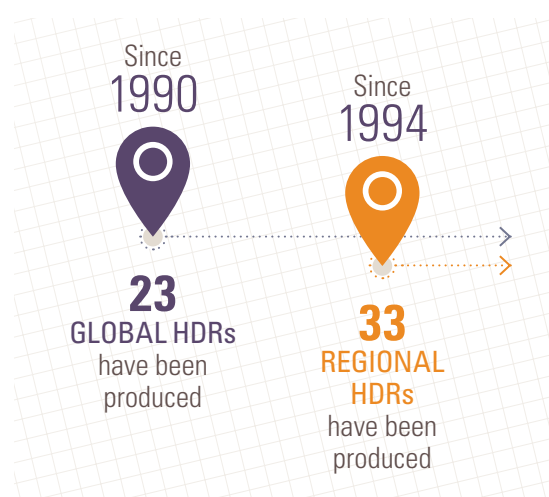 Since
1990
23
GLOBAL HDRs
have been
produced
Since
1994
33
REGIONAL
HDRs
have been
produced